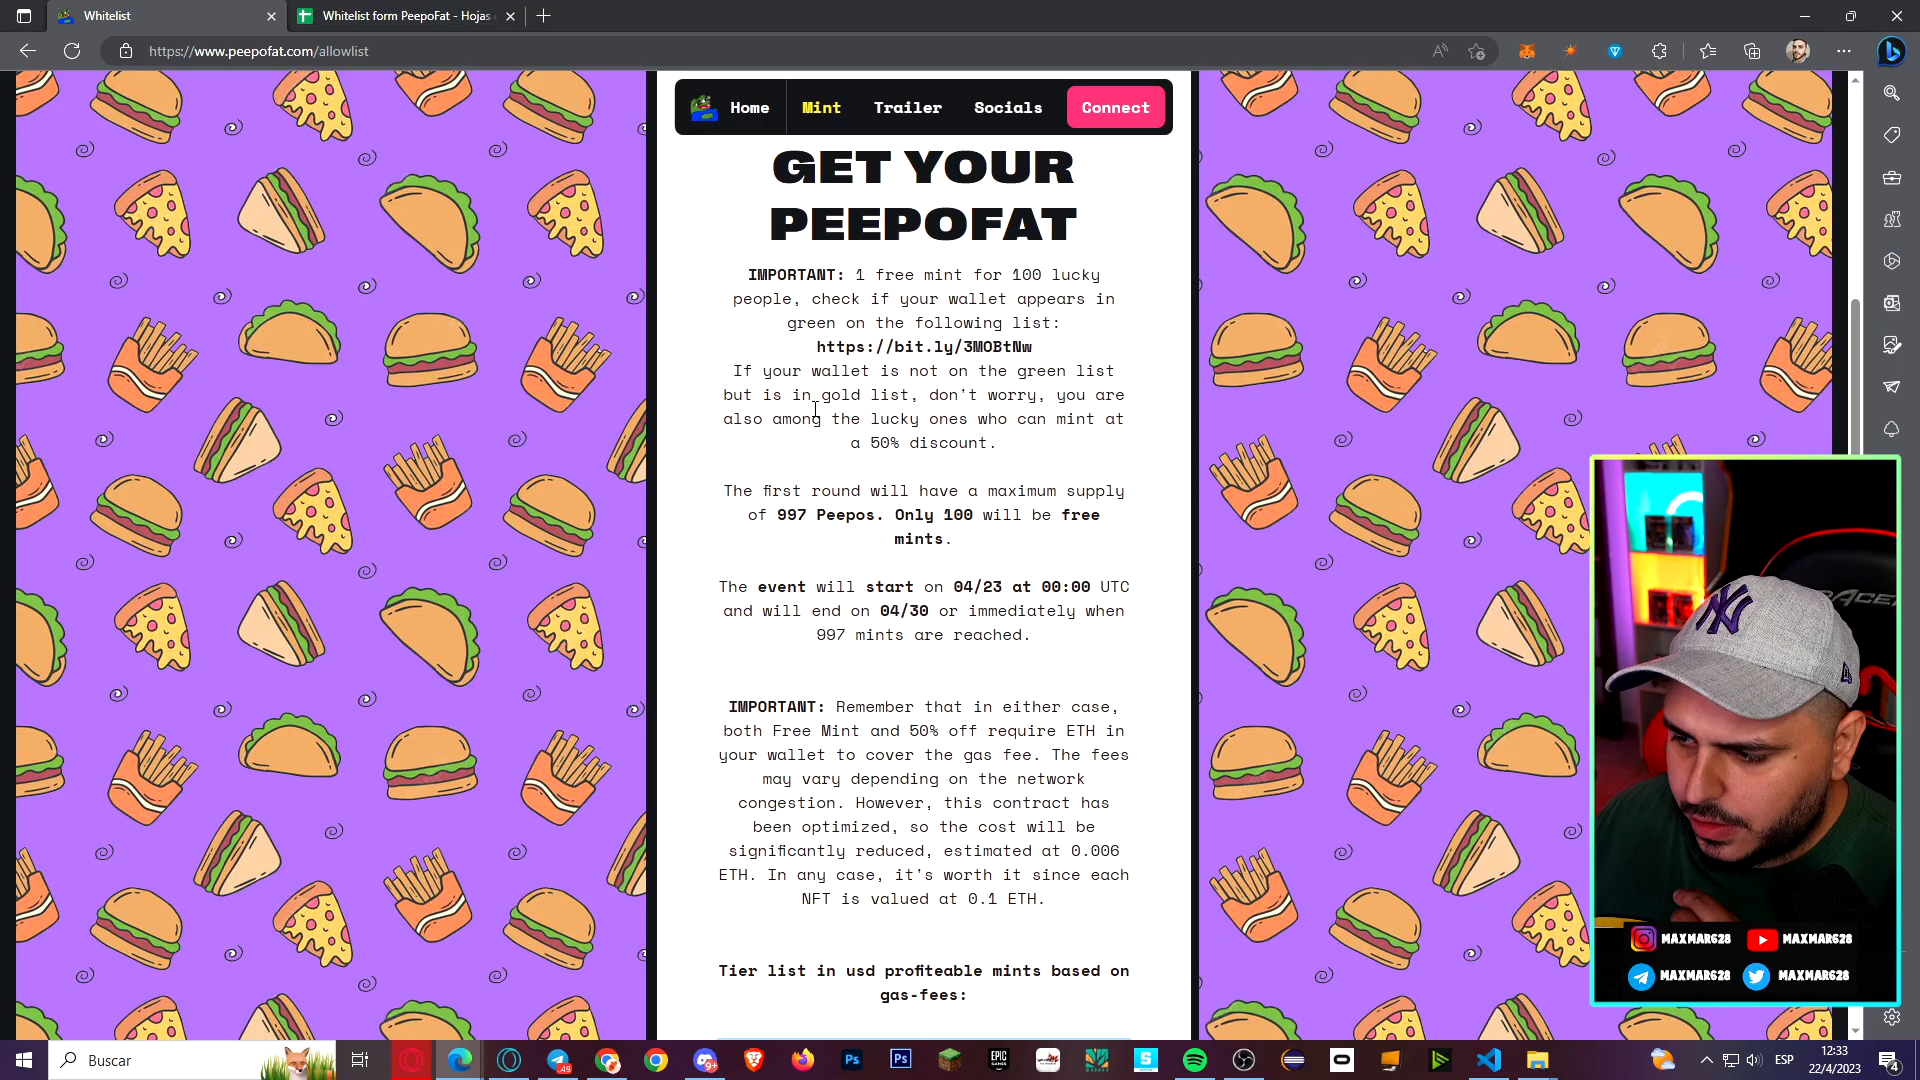 Whitelist
Whitelist form PeepoFat - Hojas
https://www.peepofat.com/allowlist
Home
Mint
Trailer
Socials
Connect
GET YOUR
PEEPOFAT
IMPORTANT: 1 free mint for 100 lucky
people, check if your wallet appears in
green on the following list:
https://bit.ly/3MOBtNw
If your wallet is not on the green list
but is in gold list, don't worry, you are
also among the lucky ones who can mint at
a 50% discount.
The first round will have a maximum supply
of 997 Peepos. Only 100 will be free
mints.
The event will start on 04/23 at 00:00 UTC
and will end on 04/30 or immediately when
997 mints are reached.
IMPORTANT: Remember that in either case,
both Free Mint and 50% off require ETH in
your wallet to cover the gas fee. The fees
may vary depending on the network
congestion. However, this contract has
been optimized, so the cost will be
significantly reduced, estimated at 0.006
ETH. In any case, it's worth it since each
NFT is valued at 0.1 ETH.
Tier list in usd profiteable mints based on
gas-fees:
MAXMAR628
MAXMAR628
MAXMAR628
MAXMAR628
Buscar
ESP
12:33
22/4/2023